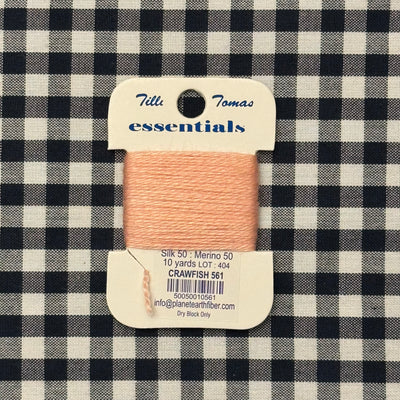 Tilli Tomas
essentials
Silk 50 : Merino 50
10 yards LOT : 404
CRAWFISH 561
50050010561
info@planetearthfiber.com
Dry Block Only